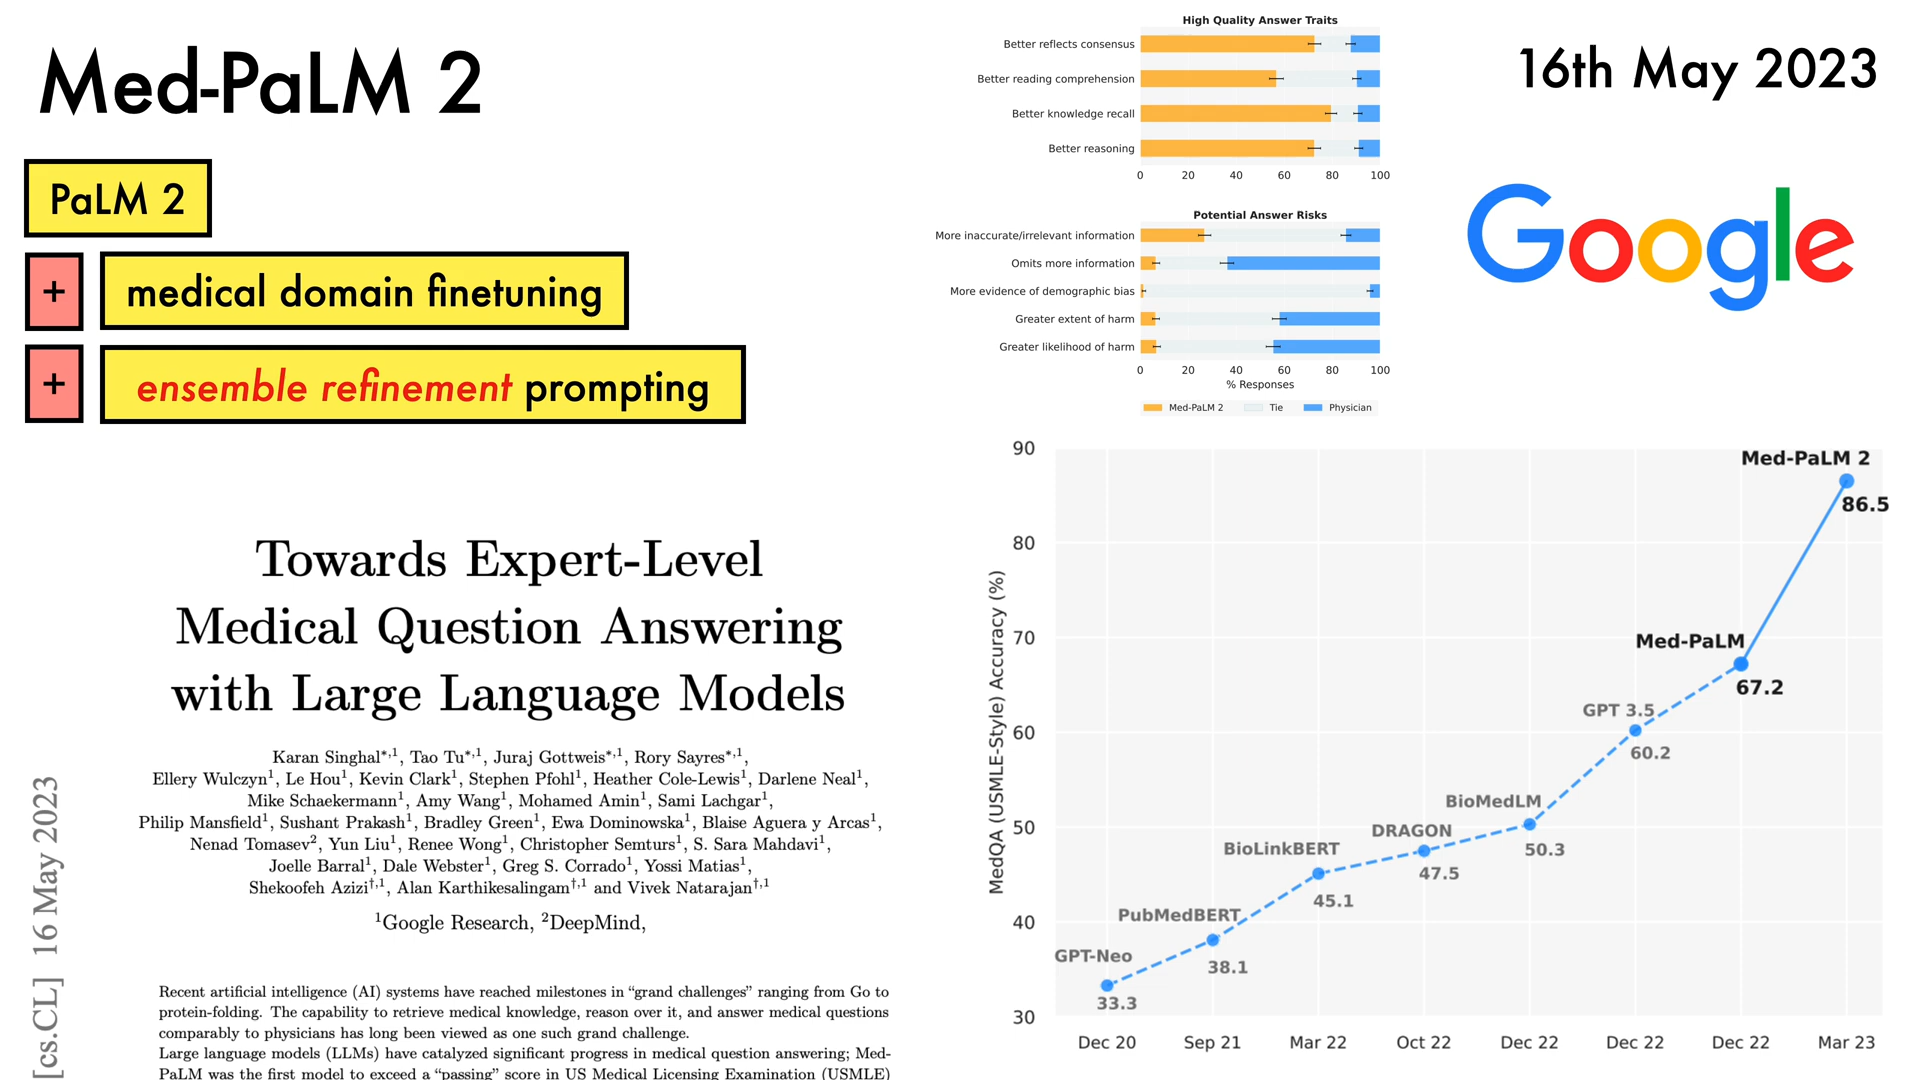 Med-PaLM 2
PaLM 2
+
medical domain finetuning
+
ensemble refinement prompting
High Quality Answer Traits
Better reflects consensus
Better reading comprehension
Better knowledge recall
Better reasoning
0 20 40 60 80 100
Potential Answer Risks
More inaccurate/irrelevant information
Omits more information
More evidence of demographic bias
Greater extent of harm
Greater likelihood of harm
0 20 40 60 80 100
% Responses
Med-PaLM 2 Tie Physician
16th May 2023
Google
Towards Expert-Level
Medical Question Answering
with Large Language Models
Karan Singhal*,1, Tao Tu*,1, Juraj Gottweis*,1, Rory Sayres*,1,
Ellery Wulczyn1, Le Hou1, Kevin Clark1, Stephen Pfohl1, Heather Cole-Lewis1, Darlene Neal1,
Mike Schaekermann1, Amy Wang1, Mohamed Amin1, Sami Lachgar1,
Philip Mansfield1, Sushant Prakash1, Bradley Green1, Ewa Dominowska1, Blaise Aguera y Arcas1,
Nenad Tomasev2, Yun Liu1, Renee Wong1, Christopher Semturs1, S. Sara Mahdavi1,
Joelle Barral1, Dale Webster1, Greg S. Corrado1, Yossi Matias1,
Shekoofeh Azizi†,1, Alan Karthikesalingam†,1 and Vivek Natarajan†,1
1Google Research, 2DeepMind,
Recent artificial intelligence (AI) systems have reached milestones in “grand challenges” ranging from Go to
protein-folding. The capability to retrieve medical knowledge, reason over it, and answer medical questions
comparably to physicians has long been viewed as one such grand challenge.
Large language models (LLMs) have catalyzed significant progress in medical question answering; Med-
PaLM was the first model to exceed a “passing” score in US Medical Licensing Examination (USMLE)
[cs.CL] 16 May 2023
MedQA (USMLE-Style) Accuracy (%)
90
80
70
60
50
40
30
Med-PaLM 2
86.5
Med-PaLM
67.2
GPT 3.5
60.2
BioMedLM
50.3
DRAGON
47.5
BioLinkBERT
45.1
PubMedBERT
38.1
GPT-Neo
33.3
Dec 20 Sep 21 Mar 22 Oct 22 Dec 22 Dec 22 Dec 22 Mar 23